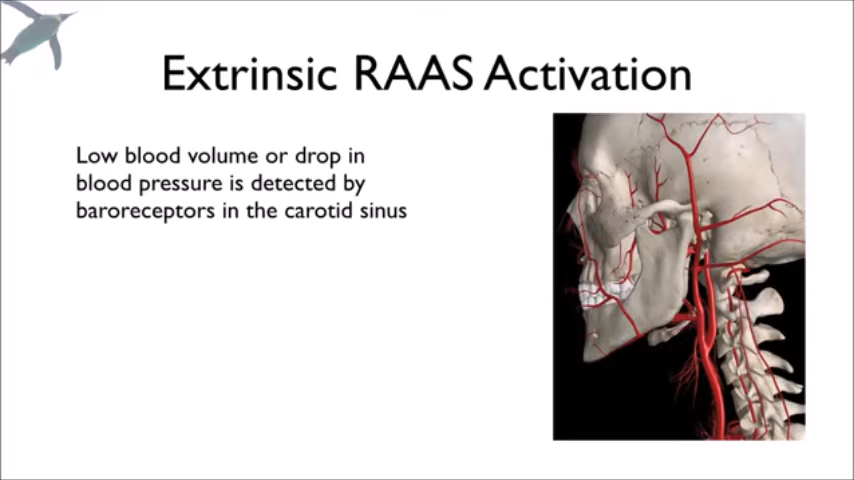 Extrinsic RAAS Activation
Low blood volume or drop in
blood pressure is detected by
baroreceptors in the carotid sinus